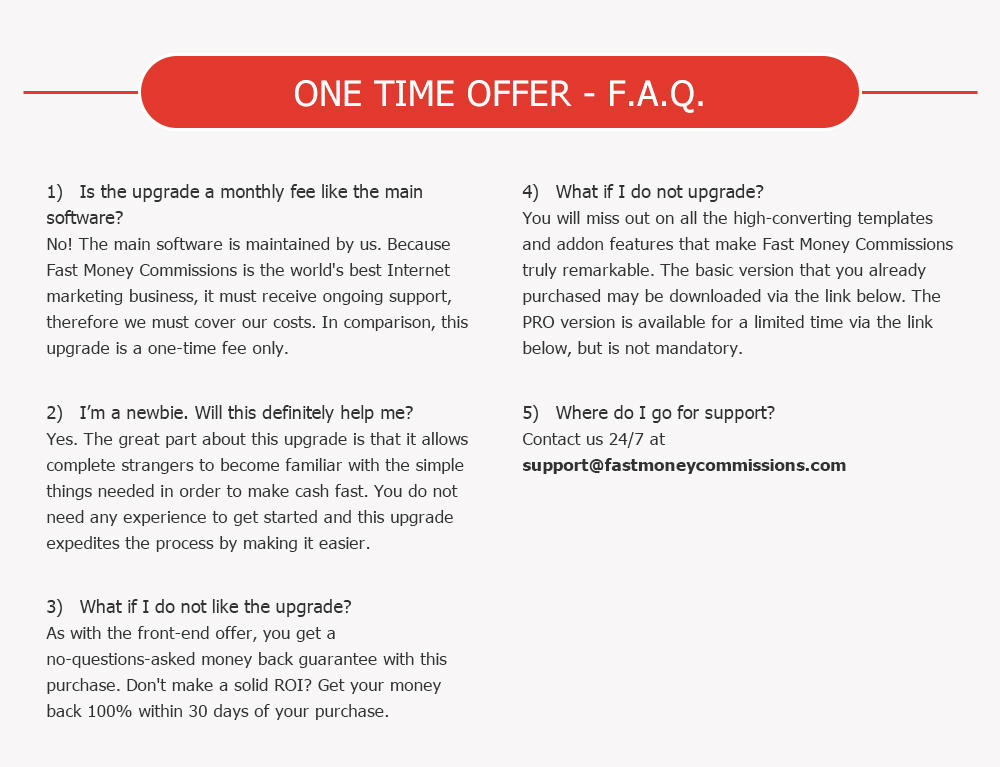 ONE TIME OFFER - F.A.Q.
1) Is the upgrade a monthly fee like the main
software?
No! The main software is maintained by us. Because
Fast Money Commissions is the world's best Internet
marketing business, it must receive ongoing support,
therefore we must cover our costs. In comparison, this
upgrade is a one-time fee only.
2) I’m a newbie. Will this definitely help me?
Yes. The great part about this upgrade is that it allows
complete strangers to become familiar with the simple
things needed in order to make cash fast. You do not
need any experience to get started and this upgrade
expedites the process by making it easier.
3) What if I do not like the upgrade?
As with the front-end offer, you get a
no-questions-asked money back guarantee with this
purchase. Don't make a solid ROI? Get your money
back 100% within 30 days of your purchase.
4) What if I do not upgrade?
You will miss out on all the high-converting templates
and addon features that make Fast Money Commissions
truly remarkable. The basic version that you already
purchased may be downloaded via the link below. The
PRO version is available for a limited time via the link
below, but is not mandatory.
5) Where do I go for support?
Contact us 24/7 at
support@fastmoneycommissions.com